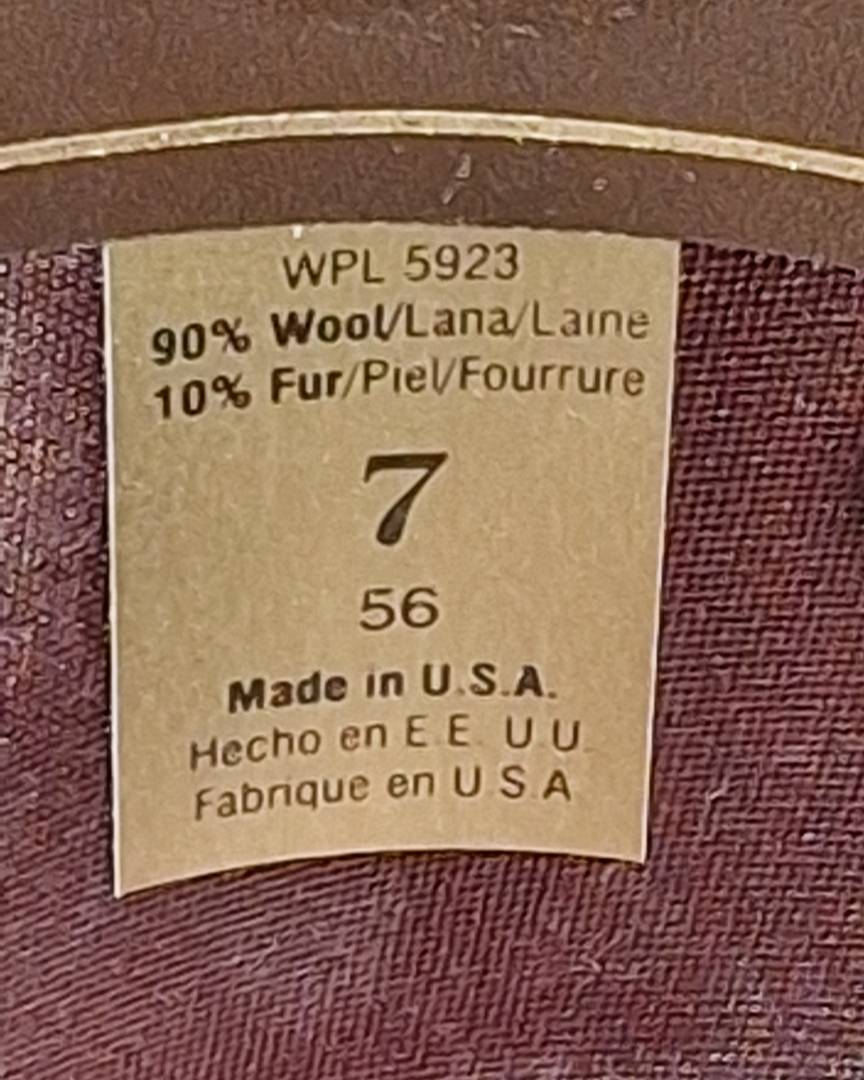 WPL 5923
90% Wool/Lana/Laine
10% Fur/Piel/Fourrure
7
56
Made in U.S.A.
Hecho en E.E. U.U.
Fabrique en U.S.A